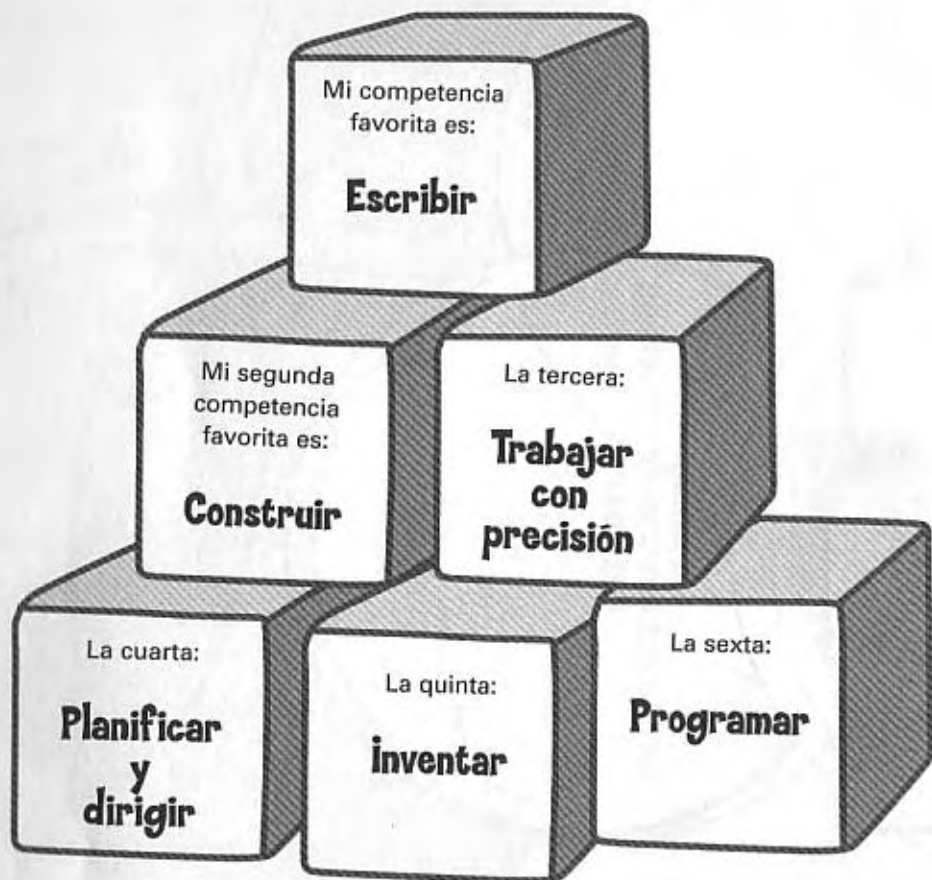 Mi competencia
favorita es:
Escribir
Mi segunda
competencia
favorita es:
Construir
La tercera:
Trabajar
con
precisión
La cuarta:
Planificar
y
dirigir
La quinta:
inventar
La sexta:
Programar